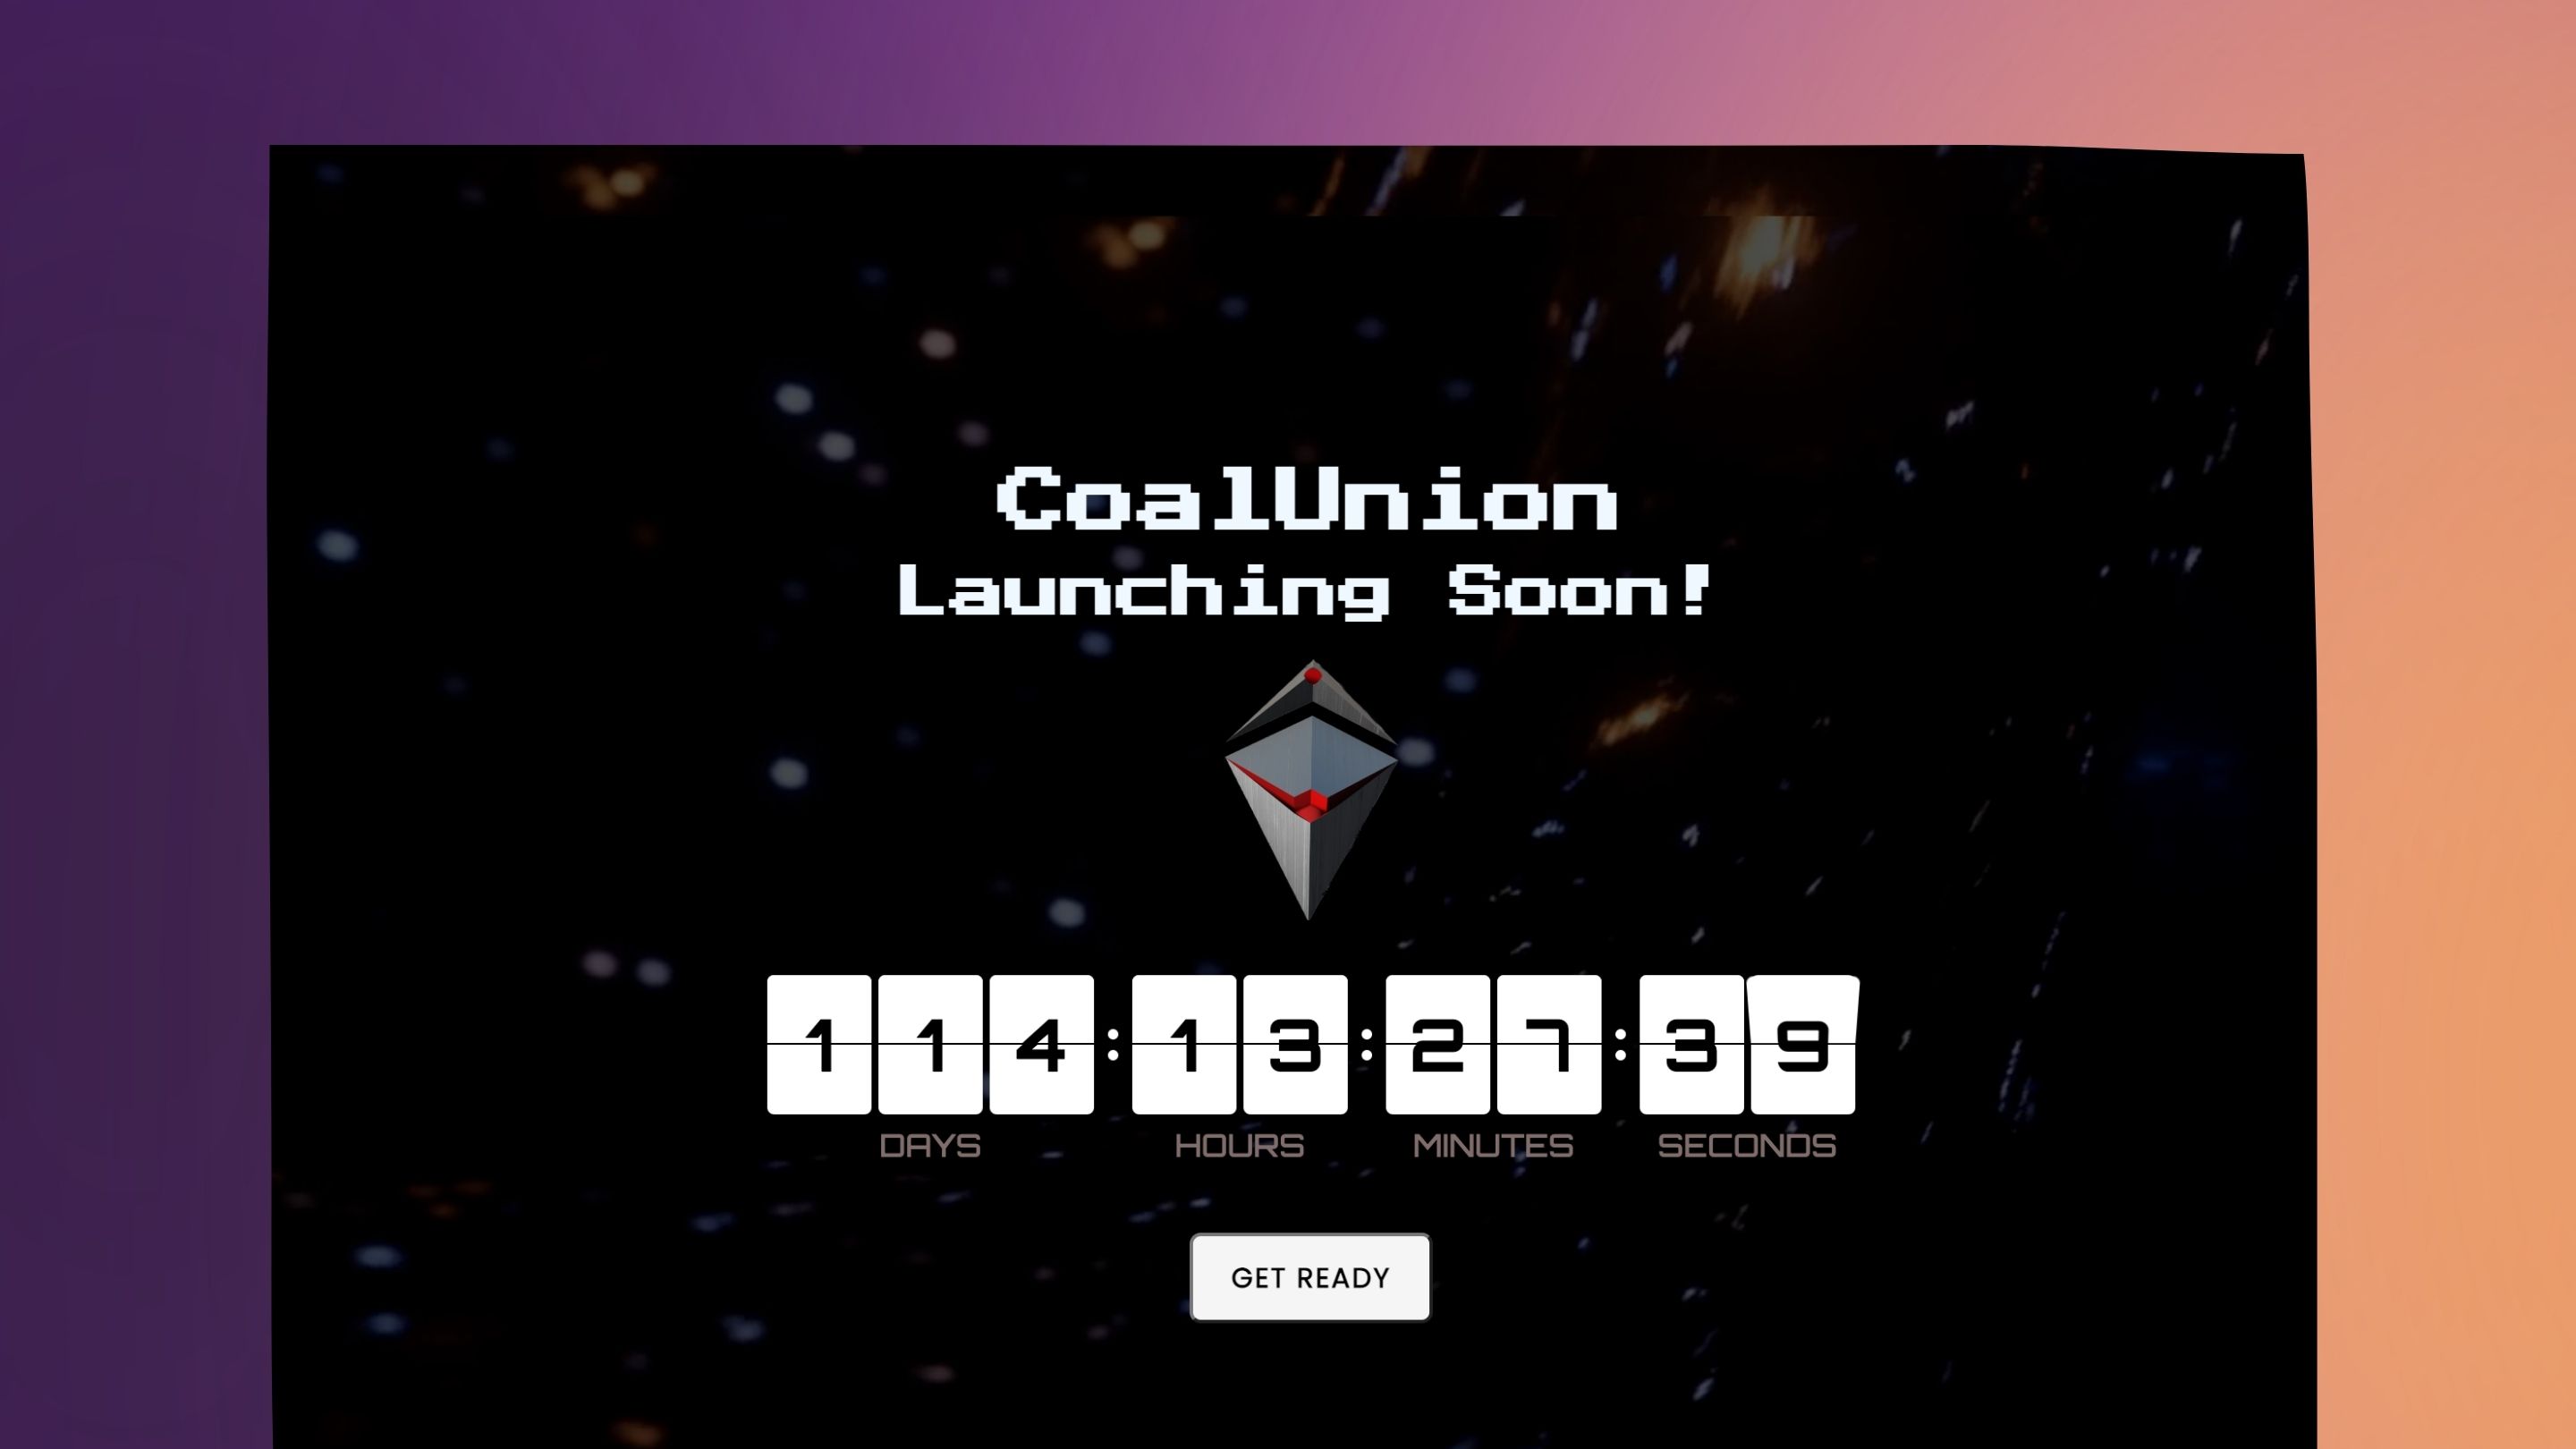 CoalUnion
Launching Soon!
114:13:27:39
DAYS HOURS MINUTES SECONDS
GET READY